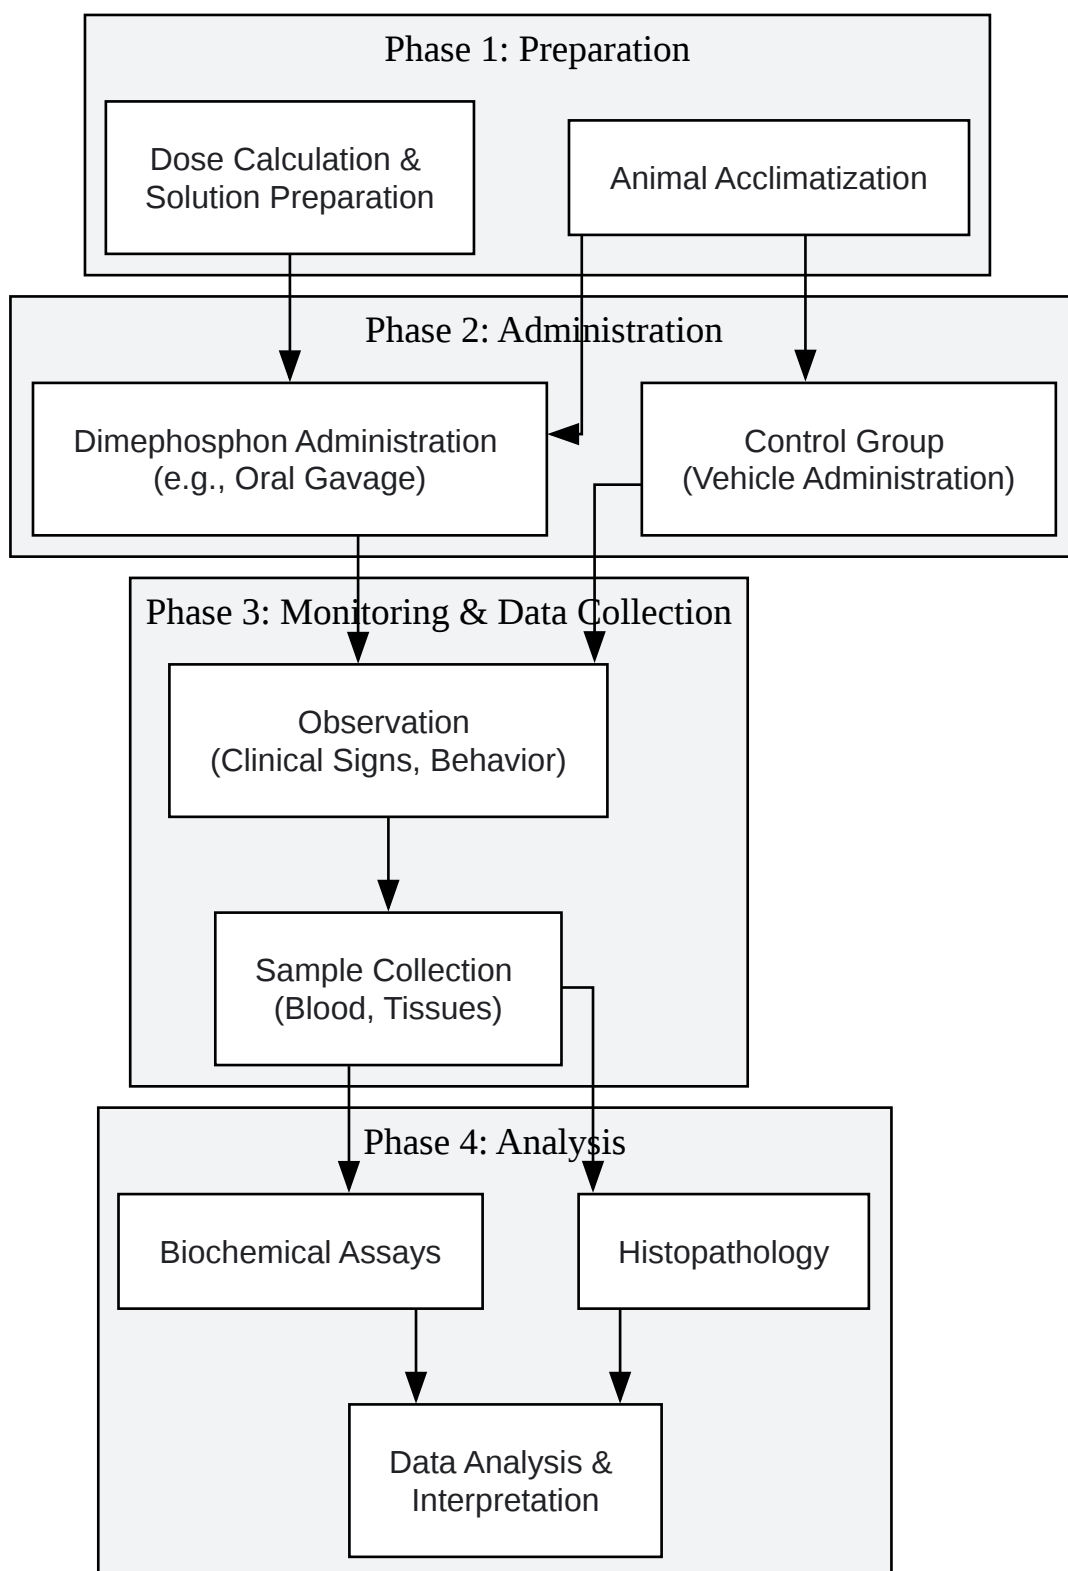 Phase 1: Preparation
Dose Calculation &
Solution Preparation
Animal Acclimatization
Phase 2: Administration
Dimephosphon Administration
(e.g., Oral Gavage)
Control Group
(Vehicle Administration)
Phase 3: Monitoring & Data Collection
Observation
(Clinical Signs, Behavior)
Sample Collection
(Blood, Tissues)
Phase 4: Analysis
Biochemical Assays
Histopathology
Data Analysis &
Interpretation